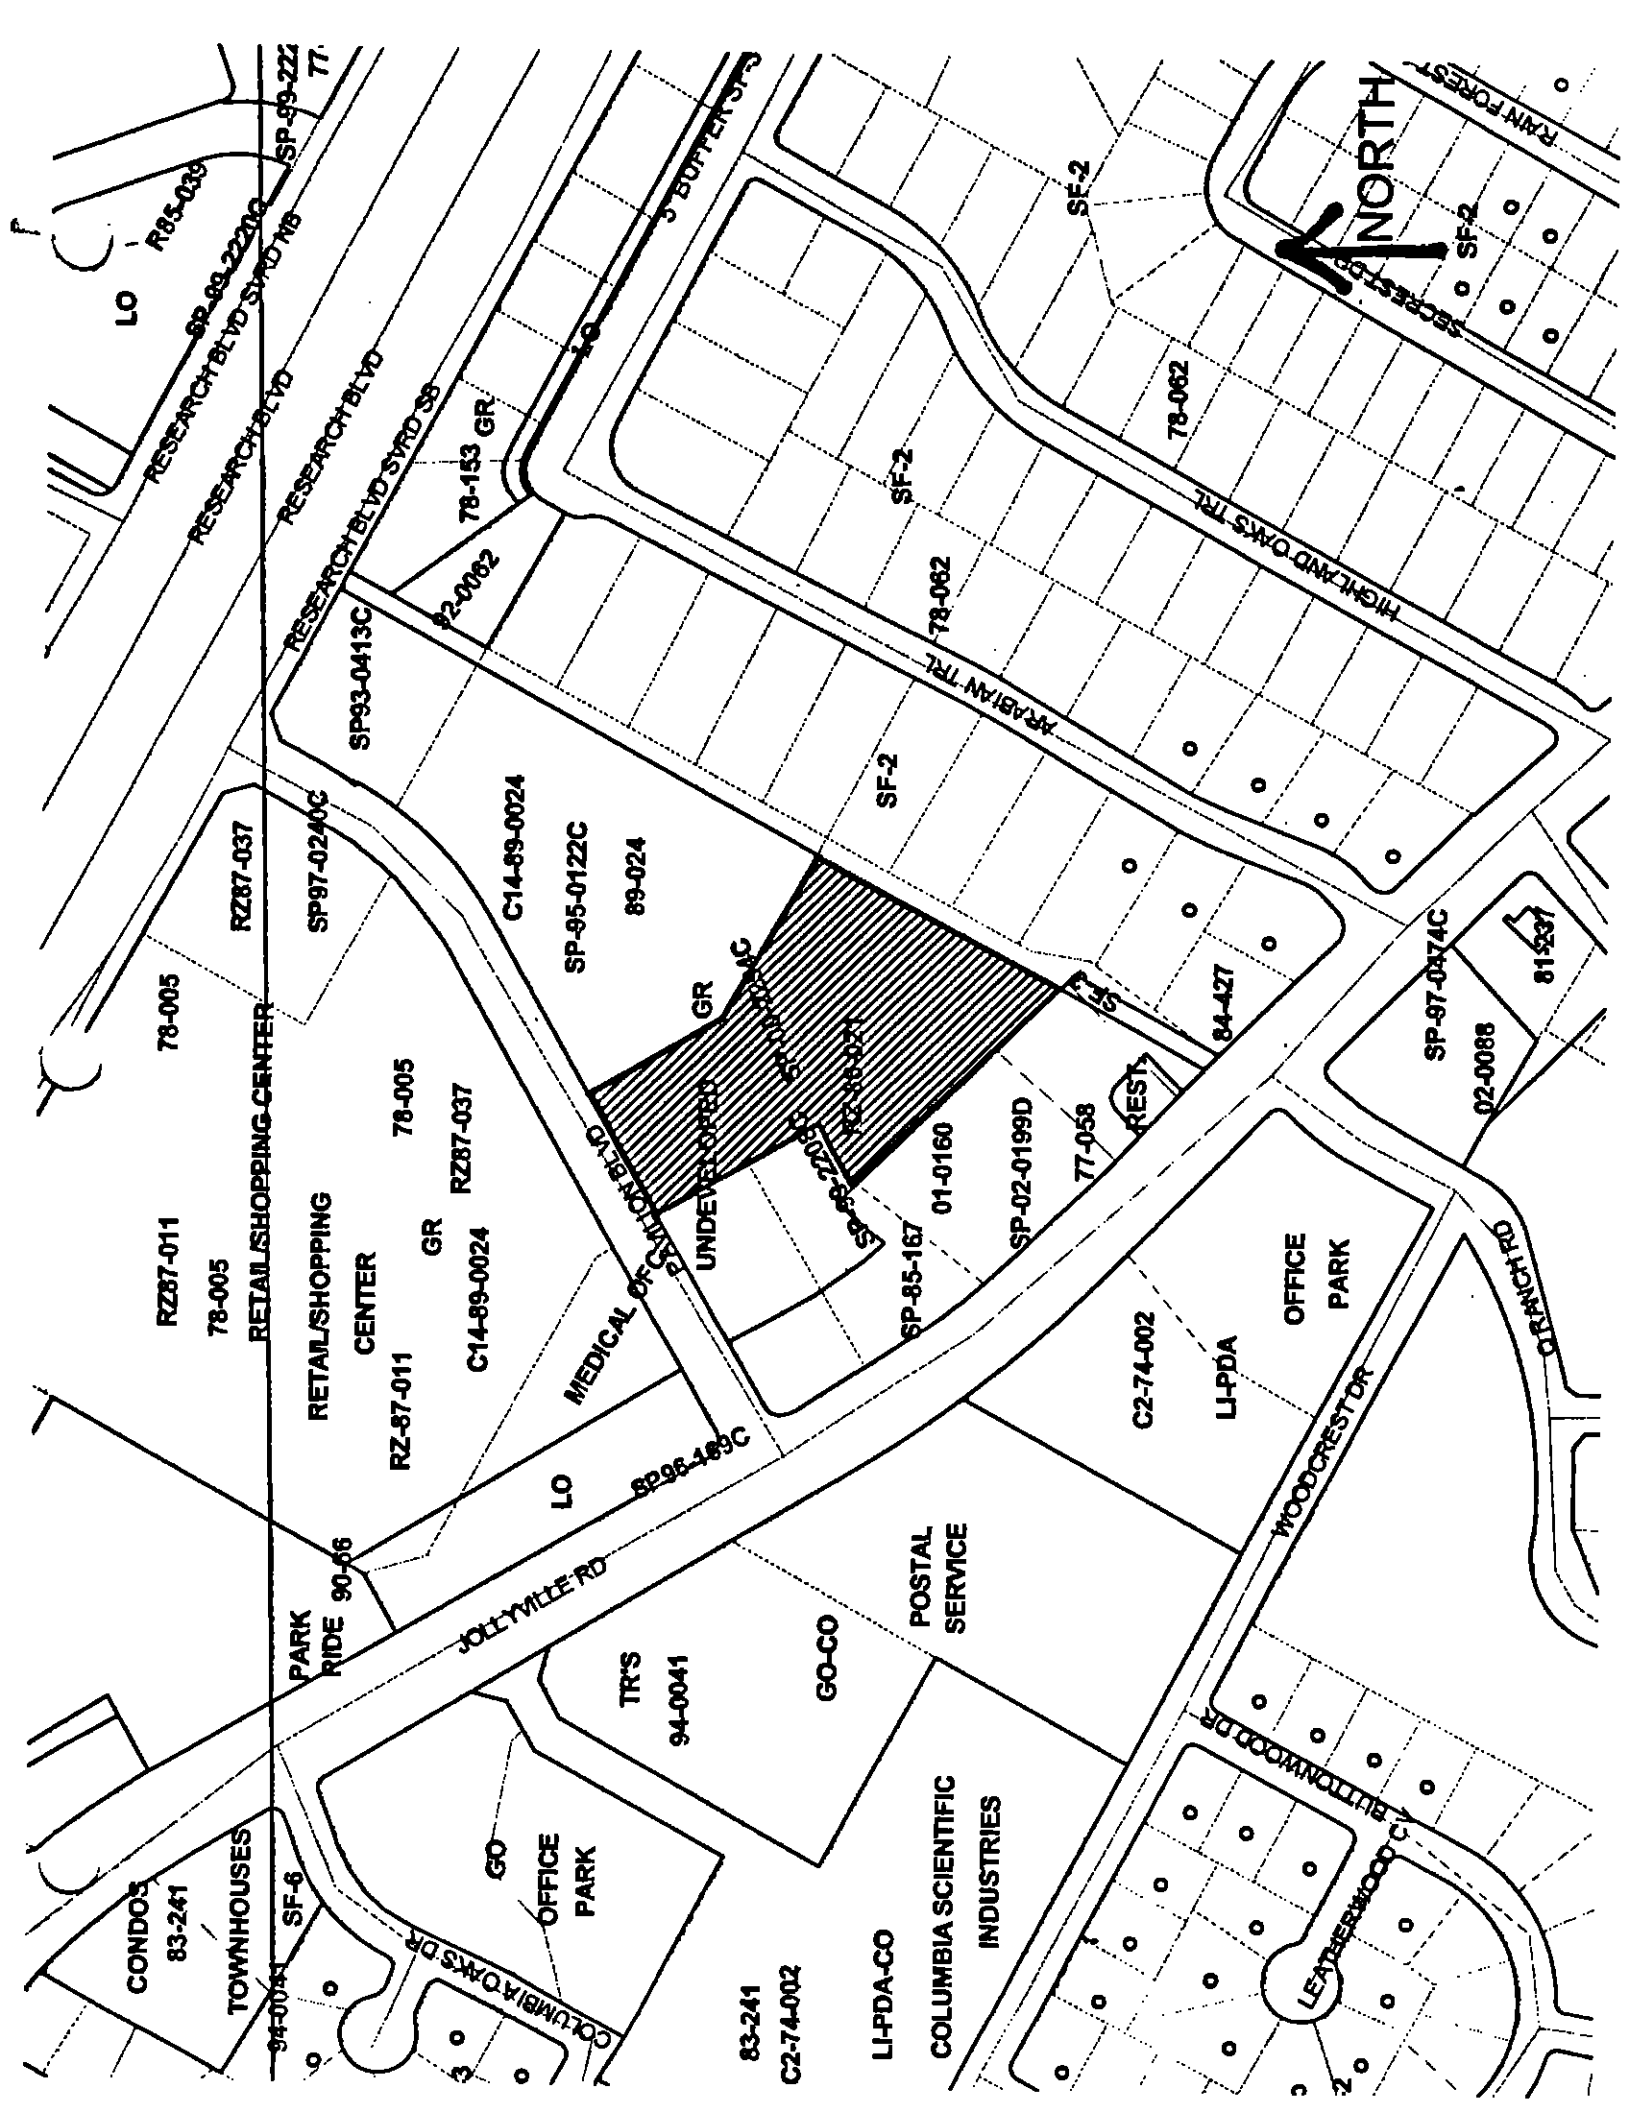 LO
R85-039
SP-99-2220C
SP-99-222
77-
RESEARCH BLVD SVRD NB
RESEARCH BLVD
RESEARCH BLVD
RESEARCH BLVD SVRD SB
78-153
GR
92-0062
LO
SP93-0413C
RZ87-037
SP97-0240C
78-005
RETAIL/SHOPPING CENTER
RZ87-011
78-005
RETAIL/SHOPPING
CENTER
RZ-87-011
78-005
RZ87-037
GR
C14-89-0024
C14-89-0024
SP-95-0122C
89-024
GR
UNDEVELOPED
PAVILION BLVD
LO
SP96-189C
PARK
RIDE
90-66
JOLLYVILLE RD
SP-85-167
01-0160
SP-02-0199D
77-058
REST.
84-427
SF-3
SF-2
ARABIAN TRL
78-062
SF-2
HIGHLAND OAKS TRL
78-062
SF-2
SECREST DR
SF-2
RAIN FOREST
NORTH
SP-97-0474C
81-237
02-0088
D RANCH RD
OFFICE
PARK
C2-74-002
LI-PDA
WOODCREST DR
POSTAL
SERVICE
GO-CO
TR'S
94-0041
GO
OFFICE
PARK
COLUMBIA OAKS DR
CONDOS
83-241
TOWNHOUSES
SF-6
94-0041
3
83-241
C2-74-002
LI-PDA-CO
COLUMBIA SCIENTIFIC
INDUSTRIES
BUTTONWOOD DR
LEATHERWOOD CV